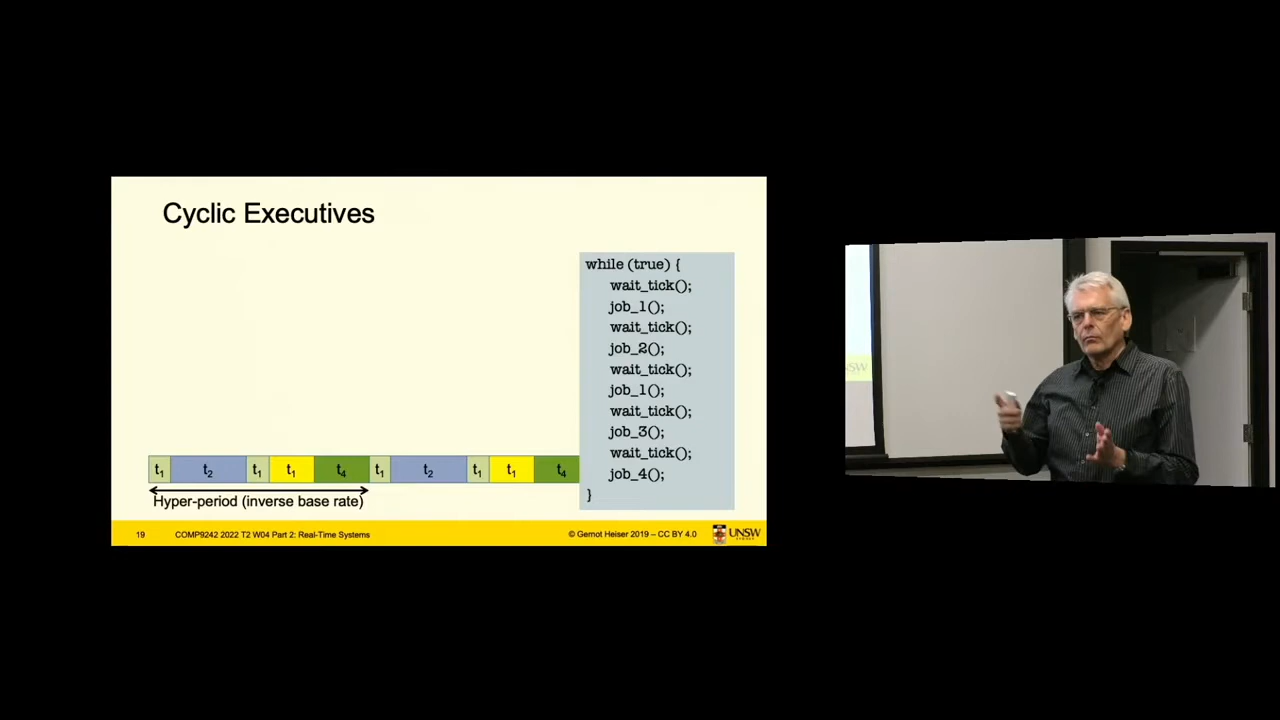 Cyclic Executives
while (true) {
wait_tick();
job_1();
wait_tick();
job_2();
wait_tick();
job_1();
wait_tick();
job_3();
wait_tick();
job_4();
}
t1 t2 t1 t1 t4 t1 t2 t1 t1 t4
Hyper-period (inverse base rate)
19 COMP9242 2022 T2 W04 Part 2: Real-Time Systems © Gernot Heiser 2019 – CC BY 4.0 UNSW